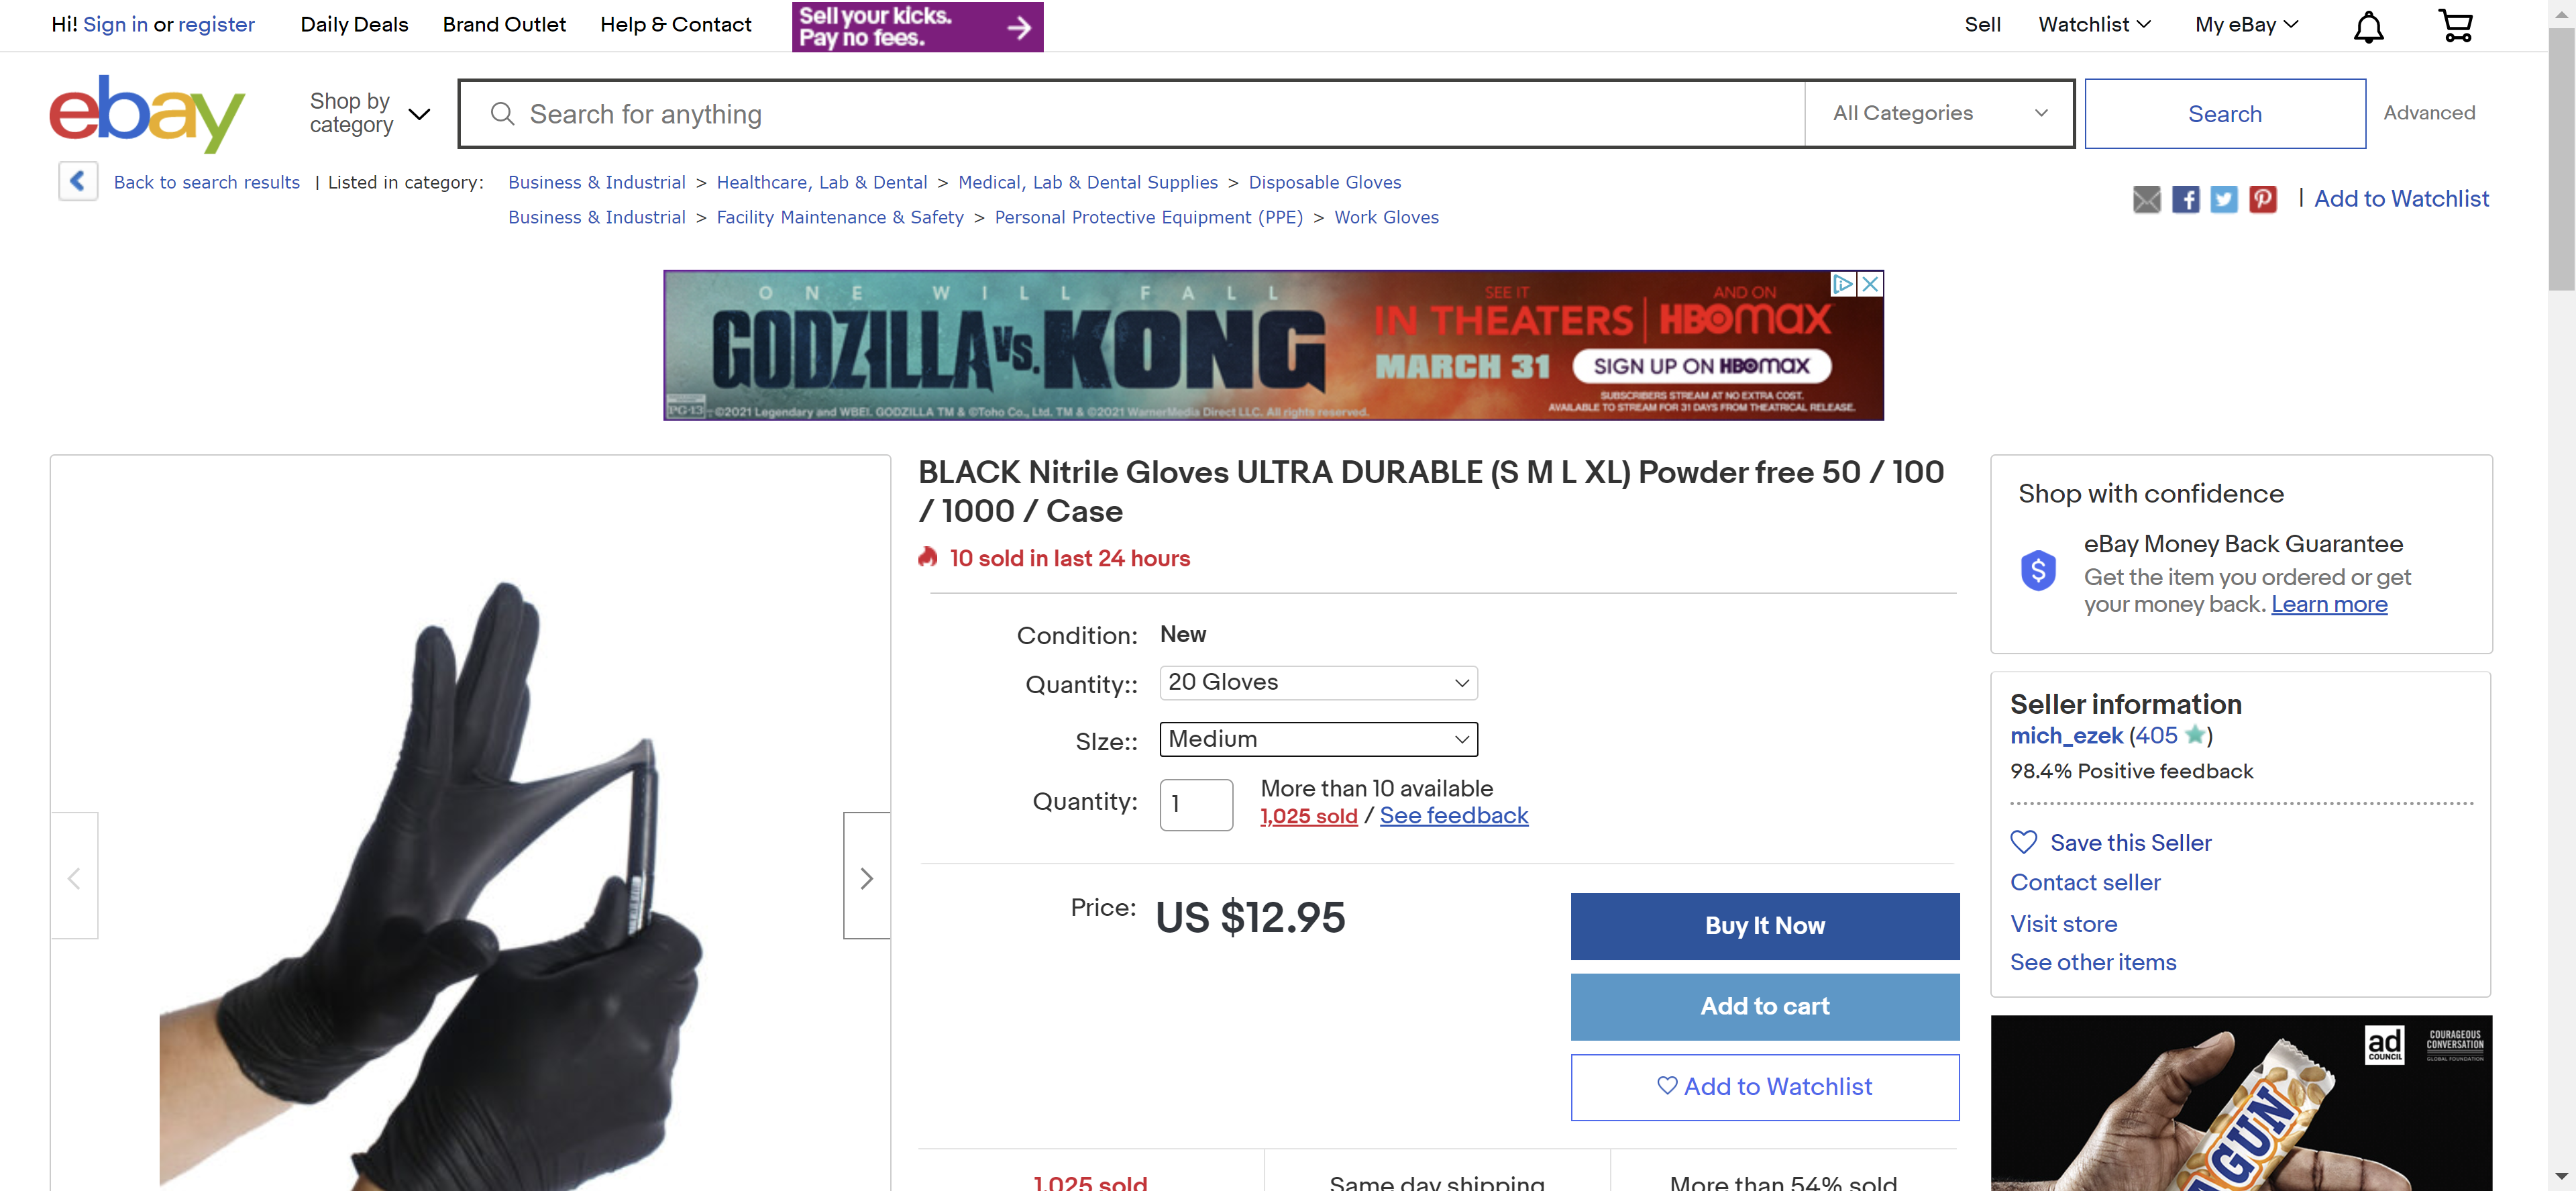 Hi! Sign in or register
Daily Deals
Brand Outlet
Help & Contact
Sell your kicks.
Pay no fees.
Sell
Watchlist
My eBay
ebay
Shop by
category
Search for anything
All Categories
Search
Advanced
Back to search results | Listed in category:
Business & Industrial > Healthcare, Lab & Dental > Medical, Lab & Dental Supplies > Disposable Gloves
Business & Industrial > Facility Maintenance & Safety > Personal Protective Equipment (PPE) > Work Gloves
| Add to Watchlist
ONE WILL FALL
GODZILLA VS. KONG
SEE IT
IN THEATERS
AND ON
HBOmax
MARCH 31
SIGN UP ON HBOmax
SUBSCRIBERS STREAM AT NO EXTRA COST.
AVAILABLE TO STREAM FOR 31 DAYS FROM THEATRICAL RELEASE.
PG-13 ©2021 Legendary and WBEI. GODZILLA TM & ©Toho Co., Ltd. TM & ©2021 WarnerMedia Direct LLC. All rights reserved.
BLACK Nitrile Gloves ULTRA DURABLE (S M L XL) Powder free 50 / 100
/ 1000 / Case
10 sold in last 24 hours
Condition: New
Quantity:: 20 Gloves
SIze:: Medium
Quantity: 1
More than 10 available
1,025 sold / See feedback
Price: US $12.95
Buy It Now
Add to cart
Add to Watchlist
1,025 sold
Same day shipping
More than 54% sold
Shop with confidence
eBay Money Back Guarantee
Get the item you ordered or get
your money back. Learn more
Seller information
mich_ezek (405)
98.4% Positive feedback
Save this Seller
Contact seller
Visit store
See other items
ad
COUNCIL
COURAGEOUS
CONVERSATION
GLOBAL FOUNDATION
A GUN